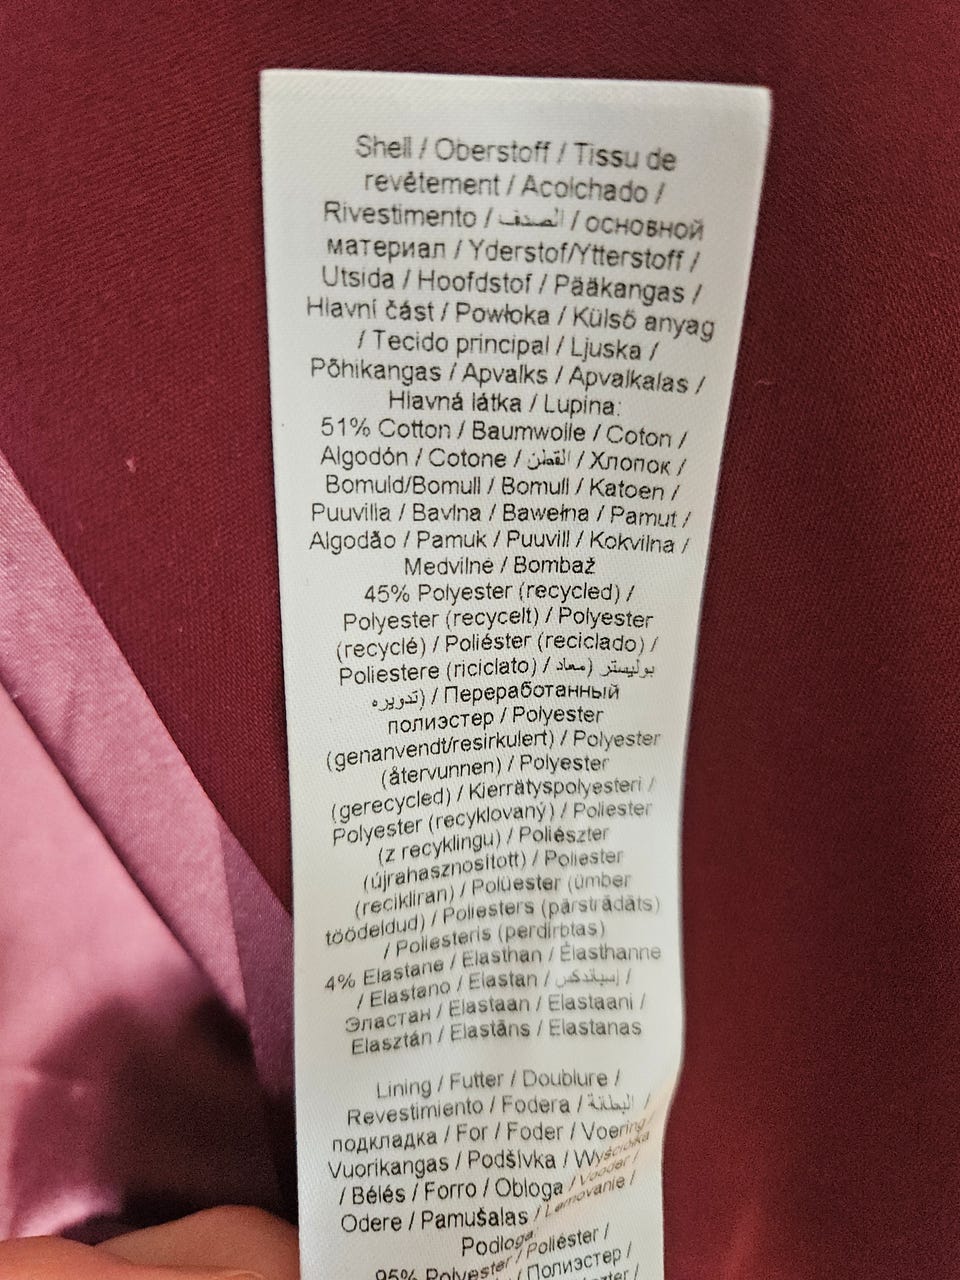 Shell / Oberstoff / Tissu de
revêtement / Acolchado /
Rivestimento / الصدف / основной
материал / Yderstof/Ytterstoff /
Utsida / Hoofdstof / Pääkangas /
Hlavní část / Powłoka / Külső anyag
/ Tecido principal / Ljuska /
Põhikangas / Apvalks / Apvalkalas /
Hlavná látka / Lupina:
51% Cotton / Baumwolle / Coton /
Algodón / Cotone / القطن / Хлопок /
Bomuld/Bomull / Bomull / Katoen /
Puuvilla / Bavlna / Bawełna / Pamut /
Algodão / Pamuk / Puuvill / Kokvilna /
Medvilnė / Bombaž
45% Polyester (recycled) /
Polyester (recycelt) / Polyester
(recyclé) / Poliéster (reciclado) /
Poliestere (riciclato) / بوليستر (معاد
تدويره) / Переработанный
полиэстер / Polyester
(genanvendt/resirkulert) / Polyester
(återvunnen) / Polyester
(gerecycled) / Kierrätyspolyesteri /
Polyester (recyklovaný) / Poliester
(z recyklingu) / Poliészter
(újrahasznosított) / Poliester
(recikliran) / Polüester (ümber
töödeldud) / Poliesters (pārstrādāts)
/ Poliesteris (perdirbtas)
4% Elastane / Elasthan / Élasthanne
/ Elastano / Elastan / إسباندكس /
Эластан / Elastaan / Elastaani /
Elasztán / Elastāns / Elastanas
Lining / Futter / Doublure /
Revestimiento / Fodera / البطانة /
подкладка / For / Foder / Voering /
Vuorikangas / Podšívka / Wyściółka
/ Bélés / Forro / Obloga / Vooder /
Odere / Pamušalas / Lemovanie /
Podloga
95% Polyester / Poliéster /
/ Полиэстер /